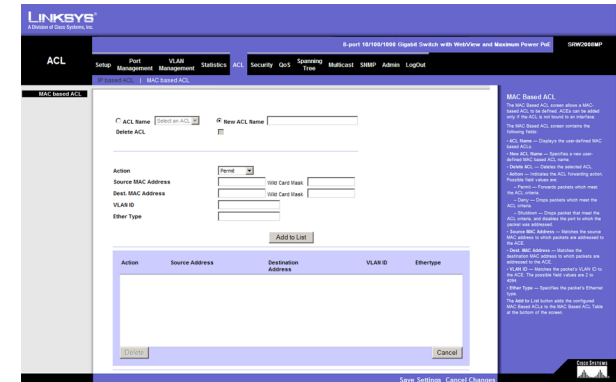 LINKSYS®
A Division of Cisco Systems, Inc.
8-port 10/100/1000 Gigabit Switch with WebView and Maximum Power PoE
SRW2008MP
ACL
Setup Port Management VLAN Management Statistics ACL Security QoS Spanning Tree Multicast SNMP Admin LogOut
IP based ACL | MAC based ACL
MAC based ACL
ACL Name Select an ACL New ACL Name
Delete ACL
Action Permit
Source MAC Address Wild Card Mask
Dest. MAC Address Wild Card Mask
VLAN ID
Ether Type
Add to List
Action Source Address Destination Address VLAN ID Ethertype
Delete Cancel
MAC Based ACL
The MAC Based ACL screen allows a MAC-
based ACL to be defined. ACEs can be added
only if the ACL is not bound to an interface.
The MAC Based ACL screen contains the
following fields:
• ACL Name — Displays the user-defined MAC
based ACLs.
• New ACL Name — Specifies a new user-
defined MAC based ACL name.
• Delete ACL — Deletes the selected ACL.
• Action — Indicates the ACL forwarding action.
Possible field values are:
– Permit — Forwards packets which meet
the ACL criteria.
– Deny — Drops packets which meet the
ACL criteria.
– Shutdown — Drops packet that meet the
ACL criteria, and disables the port to which the
packet was addressed.
• Source MAC Address — Matches the source
MAC address to which packets are addressed to
the ACE.
• Dest. MAC Address — Matches the
destination MAC address to which packets are
addressed to the ACE.
• VLAN ID — Matches the packet's VLAN ID to
the ACE. The possible field values are 2 to
4094.
• Ether Type — Specifies the packet's Ethernet
type.
The Add to List button adds the configured
MAC Based ACLs to the MAC Based ACL Table
at the bottom of the screen.
Save Settings Cancel Changes
CISCO SYSTEMS